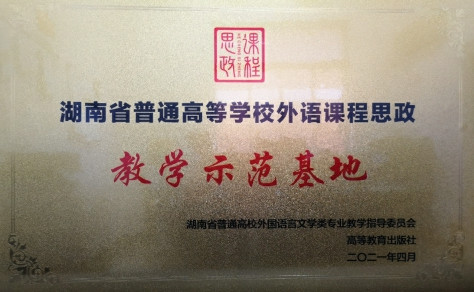 课程思政
湖南省普通高等学校外语课程思政
教学示范基地
湖南省普通高校外国语言文学类专业教学指导委员会
高等教育出版社
二〇二一年四月